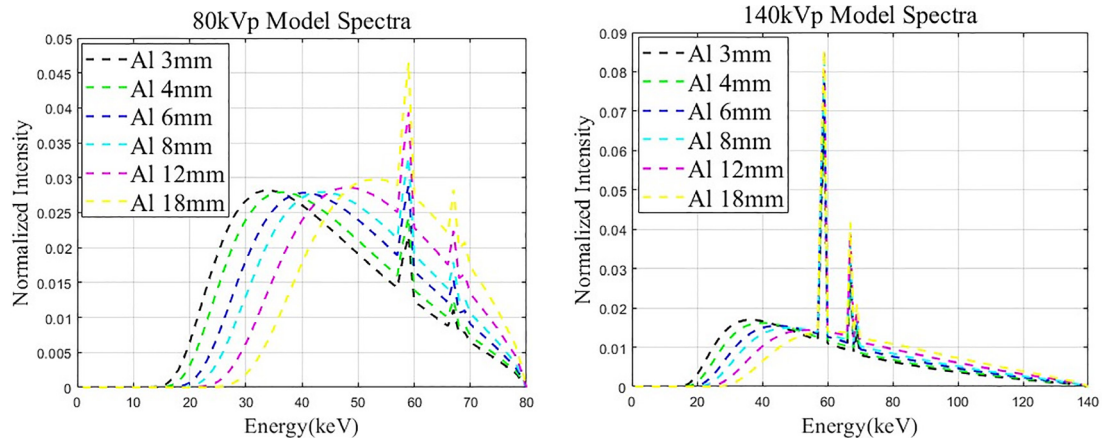 80kVp Model Spectra
Normalized Intensity
0.05
0.045
0.04
0.035
0.03
0.025
0.02
0.015
0.01
0.005
0
Al 3mm
Al 4mm
Al 6mm
Al 8mm
Al 12mm
Al 18mm
0 10 20 30 40 50 60 70 80
Energy(keV)
140kVp Model Spectra
Normalized Intensity
0.09
0.08
0.07
0.06
0.05
0.04
0.03
0.02
0.01
0
Al 3mm
Al 4mm
Al 6mm
Al 8mm
Al 12mm
Al 18mm
0 20 40 60 80 100 120 140
Energy(keV)